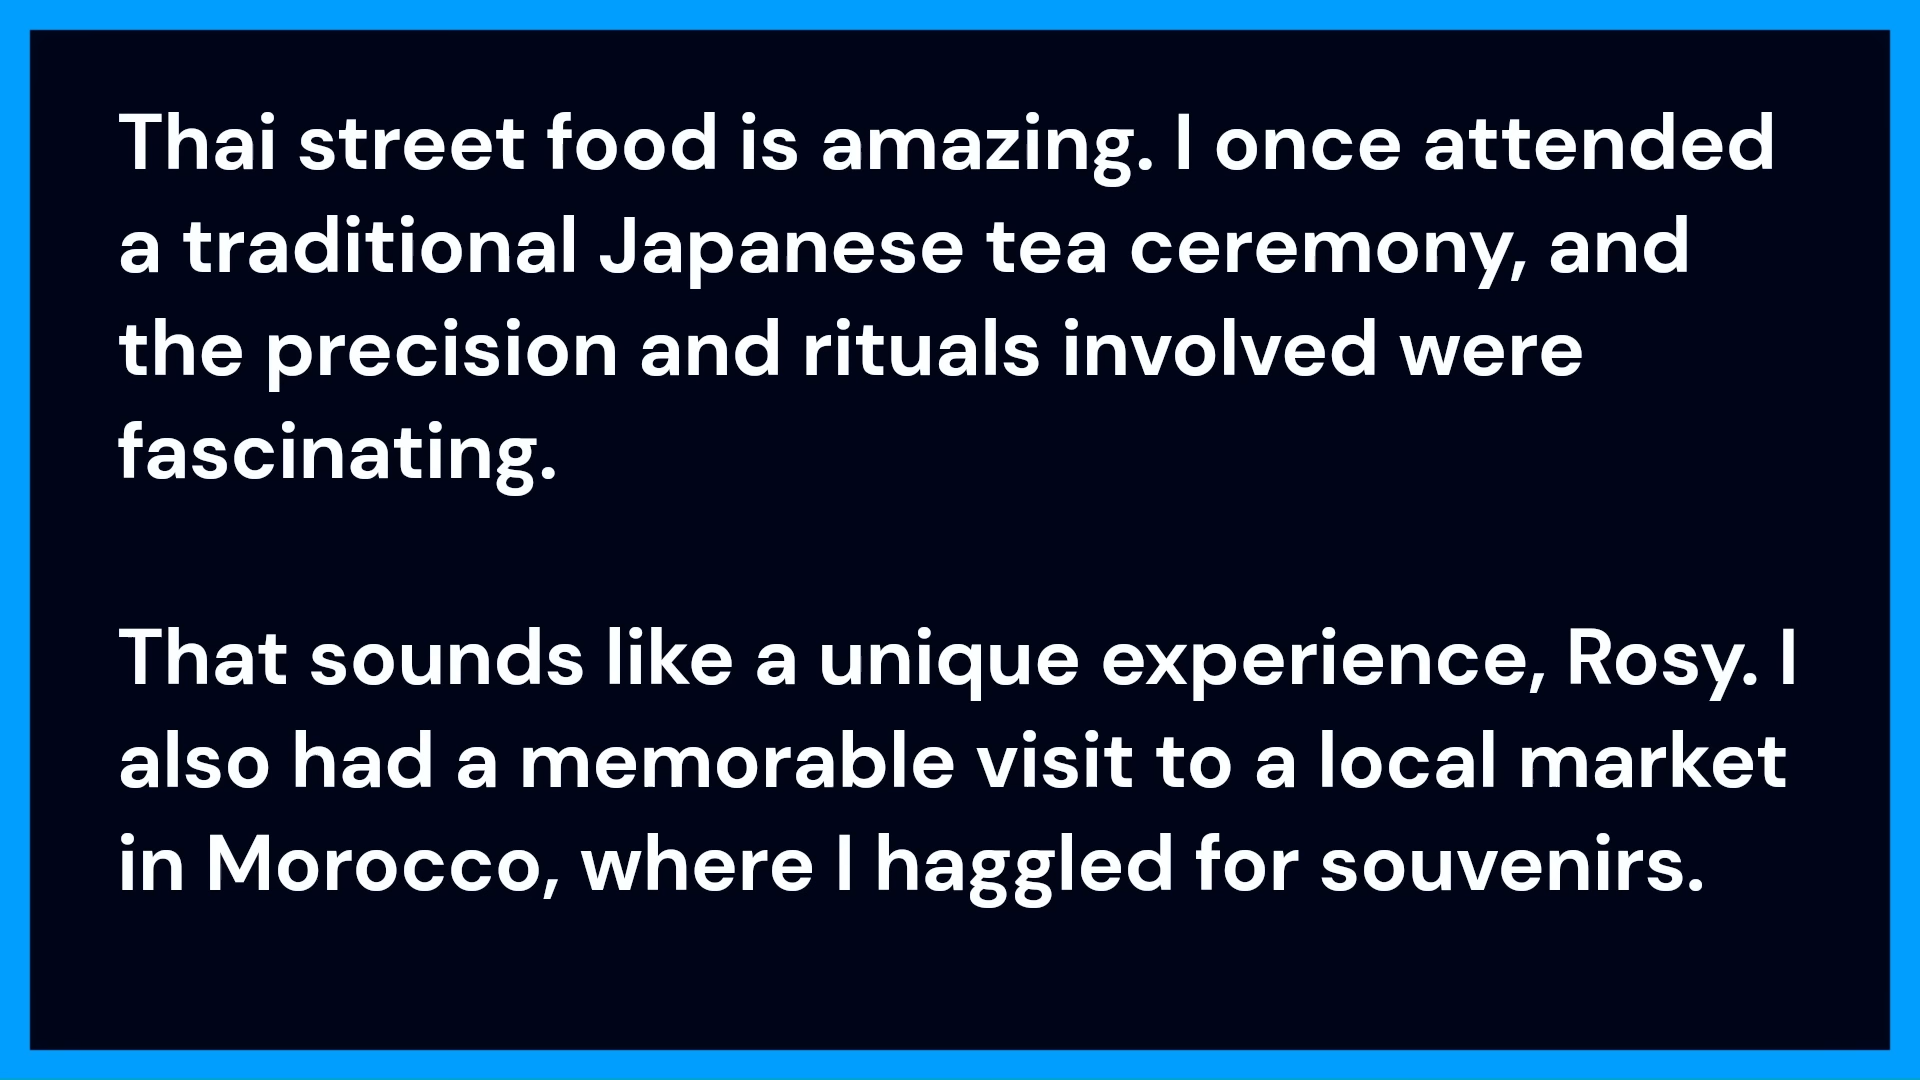 Thai street food is amazing. I once attended
a traditional Japanese tea ceremony, and
the precision and rituals involved were
fascinating.
That sounds like a unique experience, Rosy. I
also had a memorable visit to a local market
in Morocco, where I haggled for souvenirs.